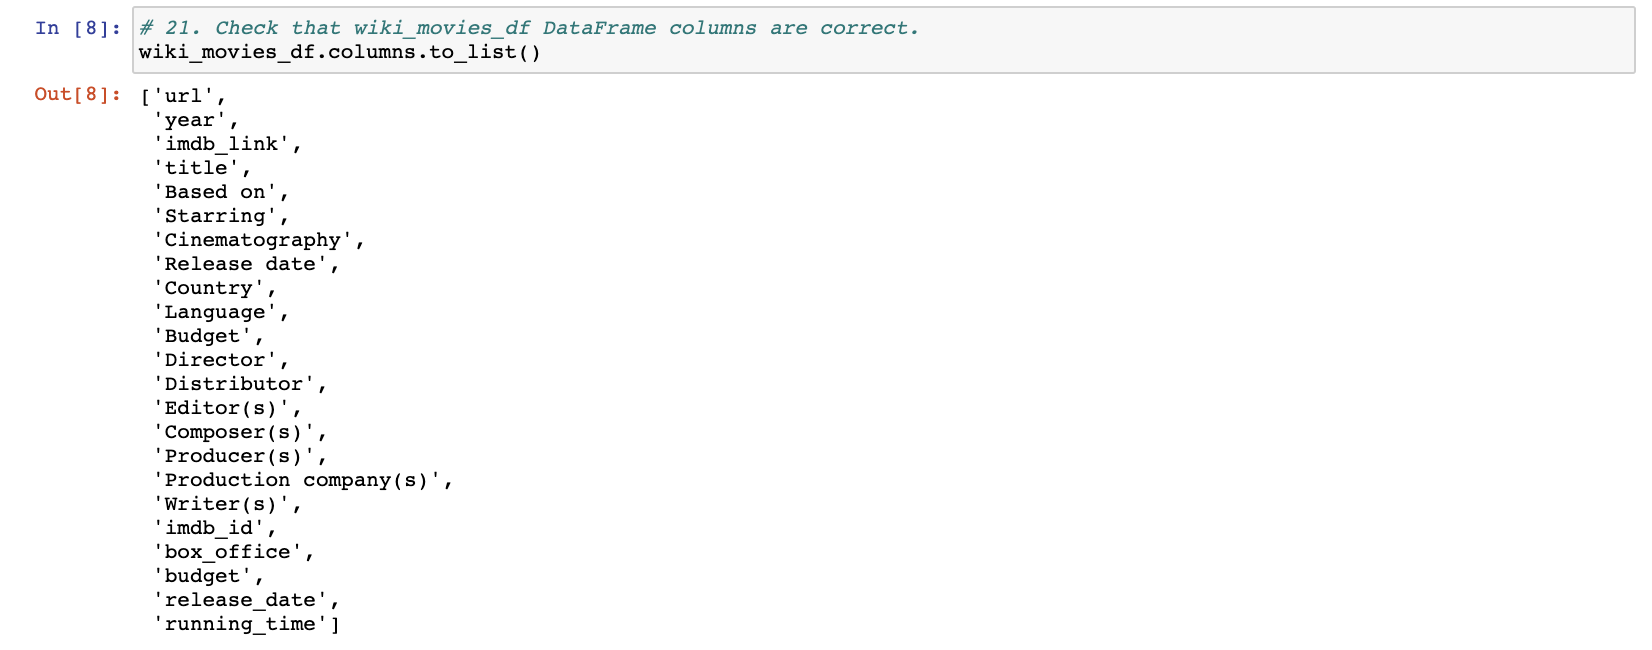 In [8]: # 21. Check that wiki_movies_df DataFrame columns are correct.
wiki_movies_df.columns.to_list()
Out[8]: ['url',
'year',
'imdb_link',
'title',
'Based on',
'Starring',
'Cinematography',
'Release date',
'Country',
'Language',
'Budget',
'Director',
'Distributor',
'Editor(s)',
'Composer(s)',
'Producer(s)',
'Production company(s)',
'Writer(s)',
'imdb_id',
'box_office',
'budget',
'release_date',
'running_time']